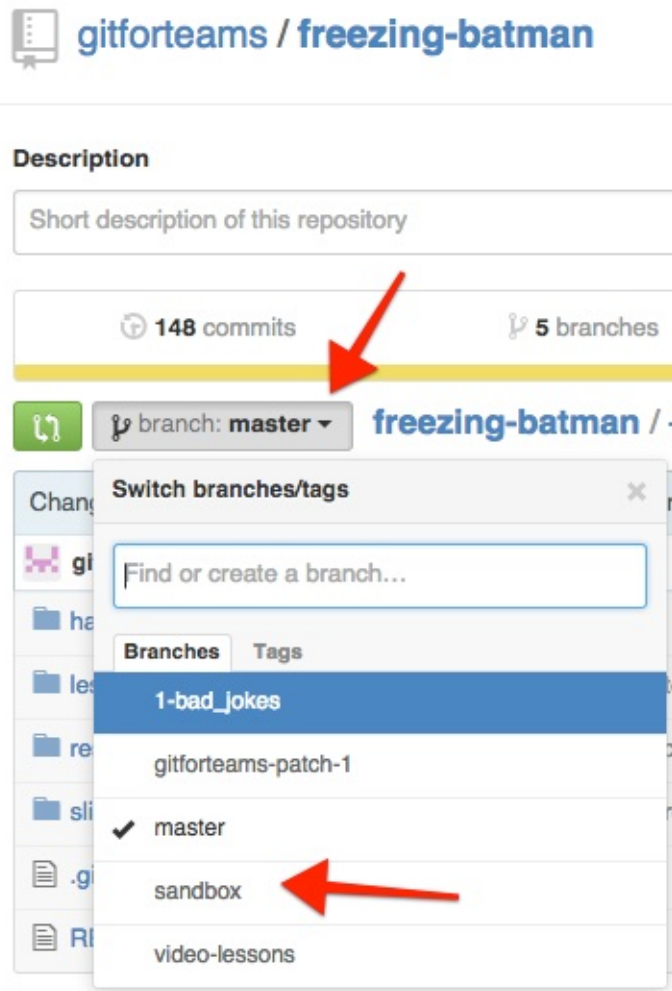 gitforteams / freezing-batman
Description
Short description of this repository
148 commits
5 branches
branch: master
freezing-batman /
Switch branches/tags
Find or create a branch...
Branches
Tags
1-bad_jokes
gitforteams-patch-1
master
sandbox
video-lessons